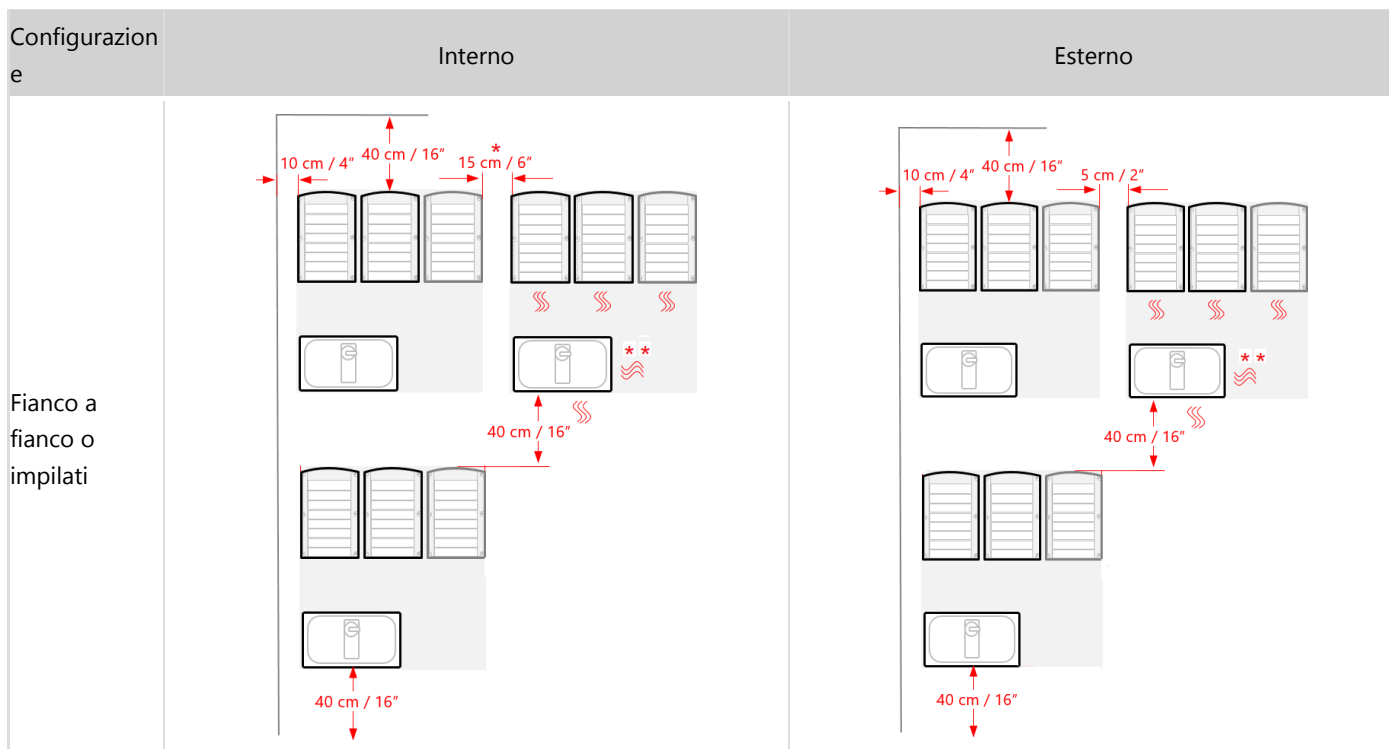 Configurazion
e
Interno
Esterno
Fianco a
fianco o
impilati
10 cm / 4"
40 cm / 16"
*
15 cm / 6"
* *
40 cm / 16"
40 cm / 16"
10 cm / 4"
40 cm / 16"
5 cm / 2"
* *
40 cm / 16"
40 cm / 16"